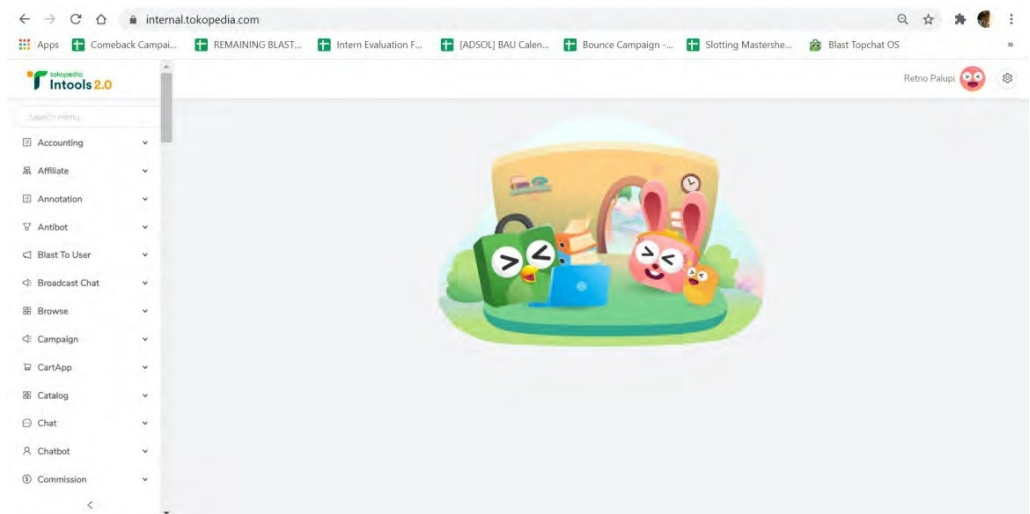 internal.tokopedia.com
Apps Comeback Campai... REMAINING BLAST... Intern Evaluation F... [ADSOL] BAU Calen... Bounce Campaign -... Slotting Mastershe... Blast Topchat OS
tokopedia
Intools 2.0
Retno Palupi
Search menu
Accounting
Affiliate
Annotation
Antibot
Blast To User
Broadcast Chat
Browse
Campaign
CartApp
Catalog
Chat
Chatbot
Commission